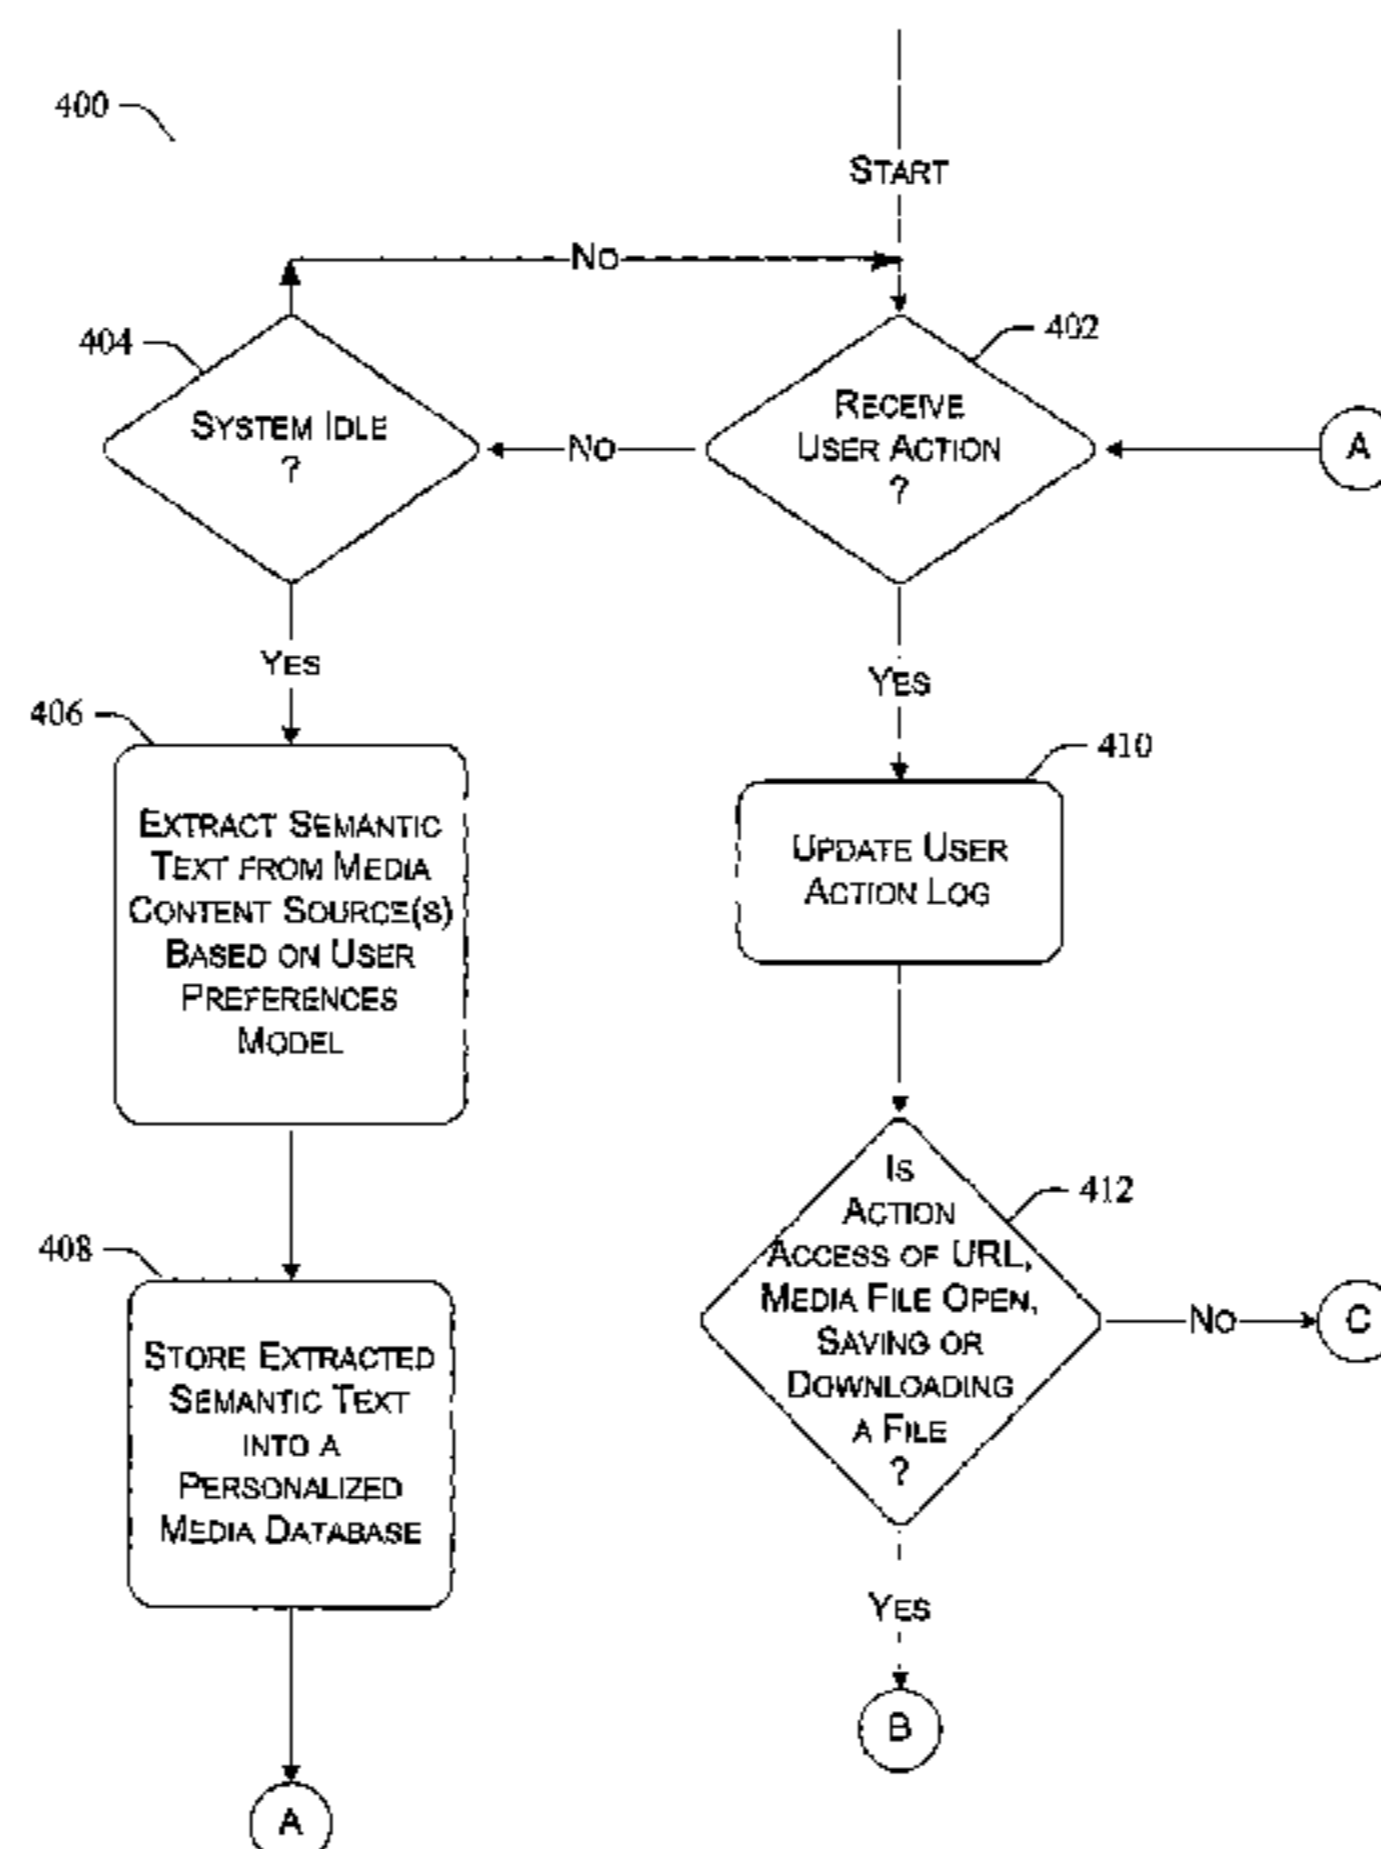 400
START
No
404
SYSTEM IDLE
?
No
402
RECEIVE
USER ACTION
?
A
YES
YES
406
EXTRACT SEMANTIC
TEXT FROM MEDIA
CONTENT SOURCE(S)
BASED ON USER
PREFERENCES
MODEL
410
UPDATE USER
ACTION LOG
408
STORE EXTRACTED
SEMANTIC TEXT
INTO A
PERSONALIZED
MEDIA DATABASE
412
IS
ACTION
ACCESS OF URL,
MEDIA FILE OPEN,
SAVING OR
DOWNLOADING
A FILE
?
No
C
YES
B
A